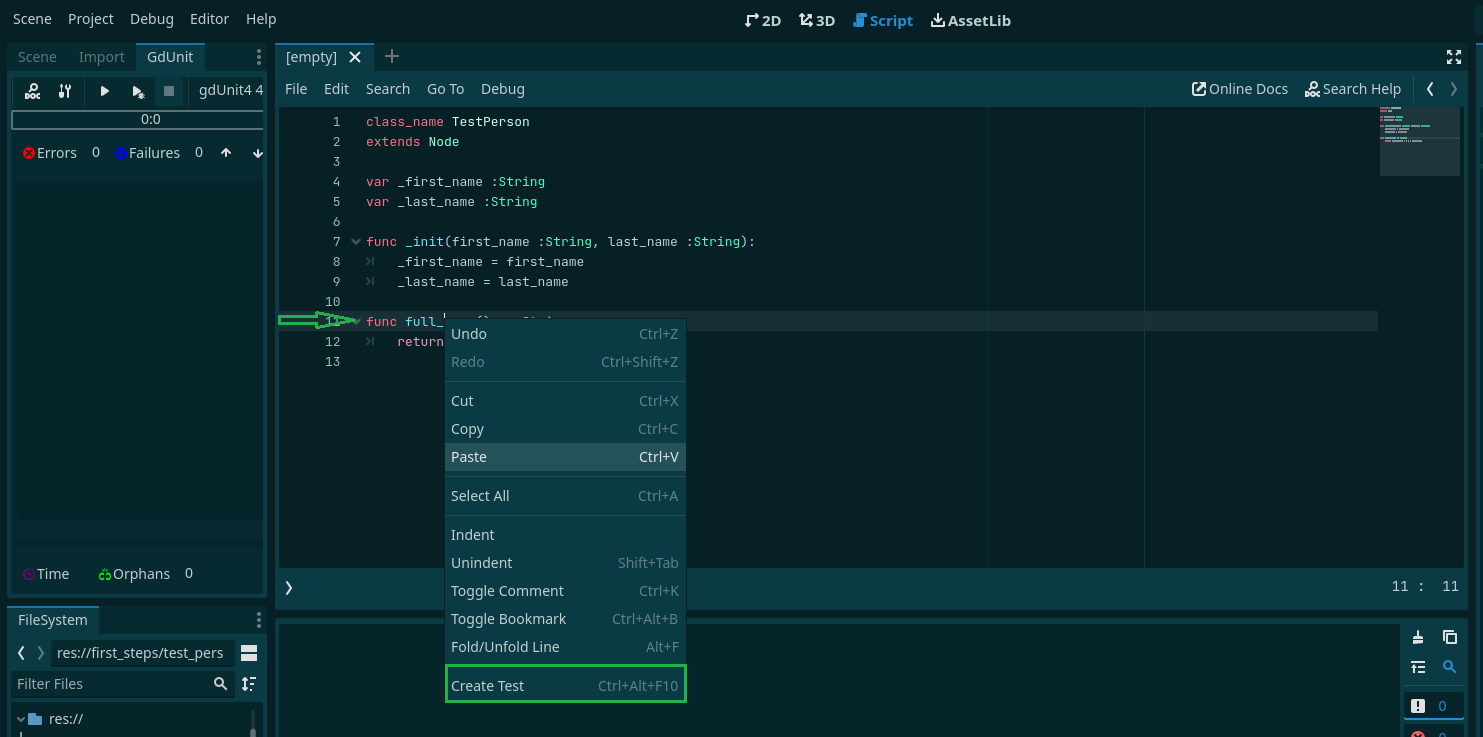 Scene Project Debug Editor Help
2D 3D Script AssetLib
Scene Import GdUnit
gdUnit4 4
0:0
Errors 0 Failures 0
Time Orphans 0
FileSystem
res://first_steps/test_pers
Filter Files
res://
[empty]
File Edit Search Go To Debug
Online Docs Search Help
1 class_name TestPerson
2 extends Node
3
4 var _first_name :String
5 var _last_name :String
6
7 func _init(first_name :String, last_name :String):
8 _first_name = first_name
9 _last_name = last_name
10
11 func full_
12 return
13
Undo Ctrl+Z
Redo Ctrl+Shift+Z
Cut Ctrl+X
Copy Ctrl+C
Paste Ctrl+V
Select All Ctrl+A
Indent
Unindent Shift+Tab
Toggle Comment Ctrl+K
Toggle Bookmark Ctrl+Alt+B
Fold/Unfold Line Alt+F
Create Test Ctrl+Alt+F10
11 : 11
0
0